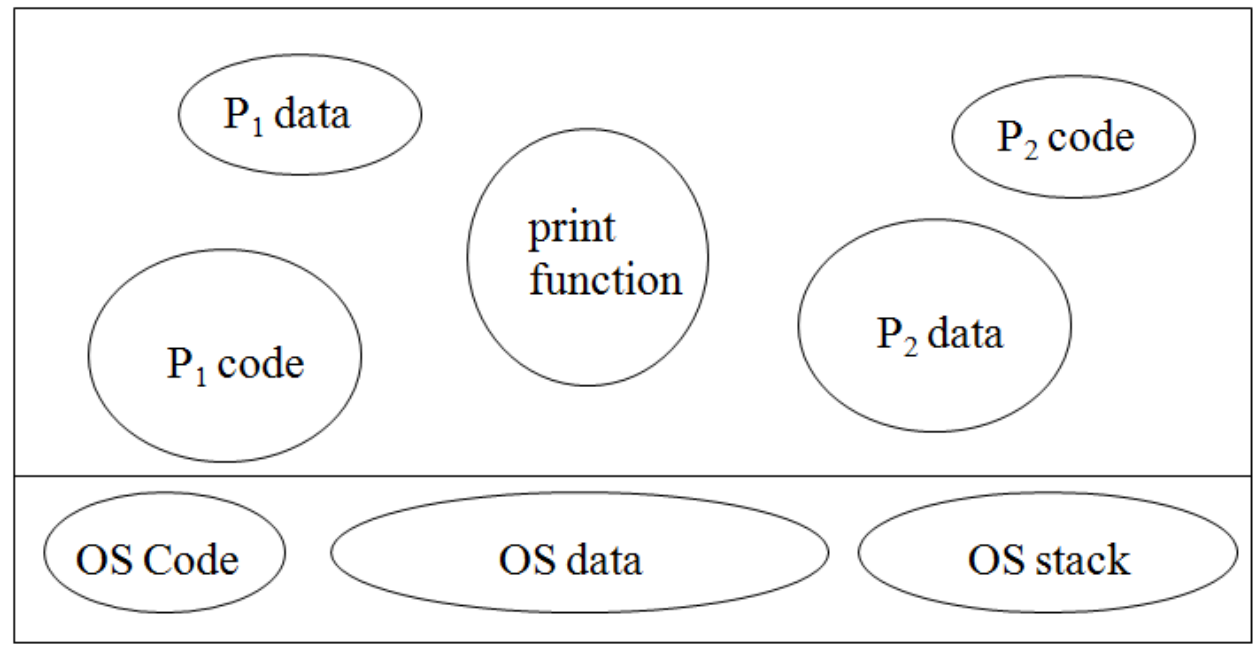 P₁ data
P₂ code
print
function
P₂ data
P₁ code
OS Code
OS data
OS stack